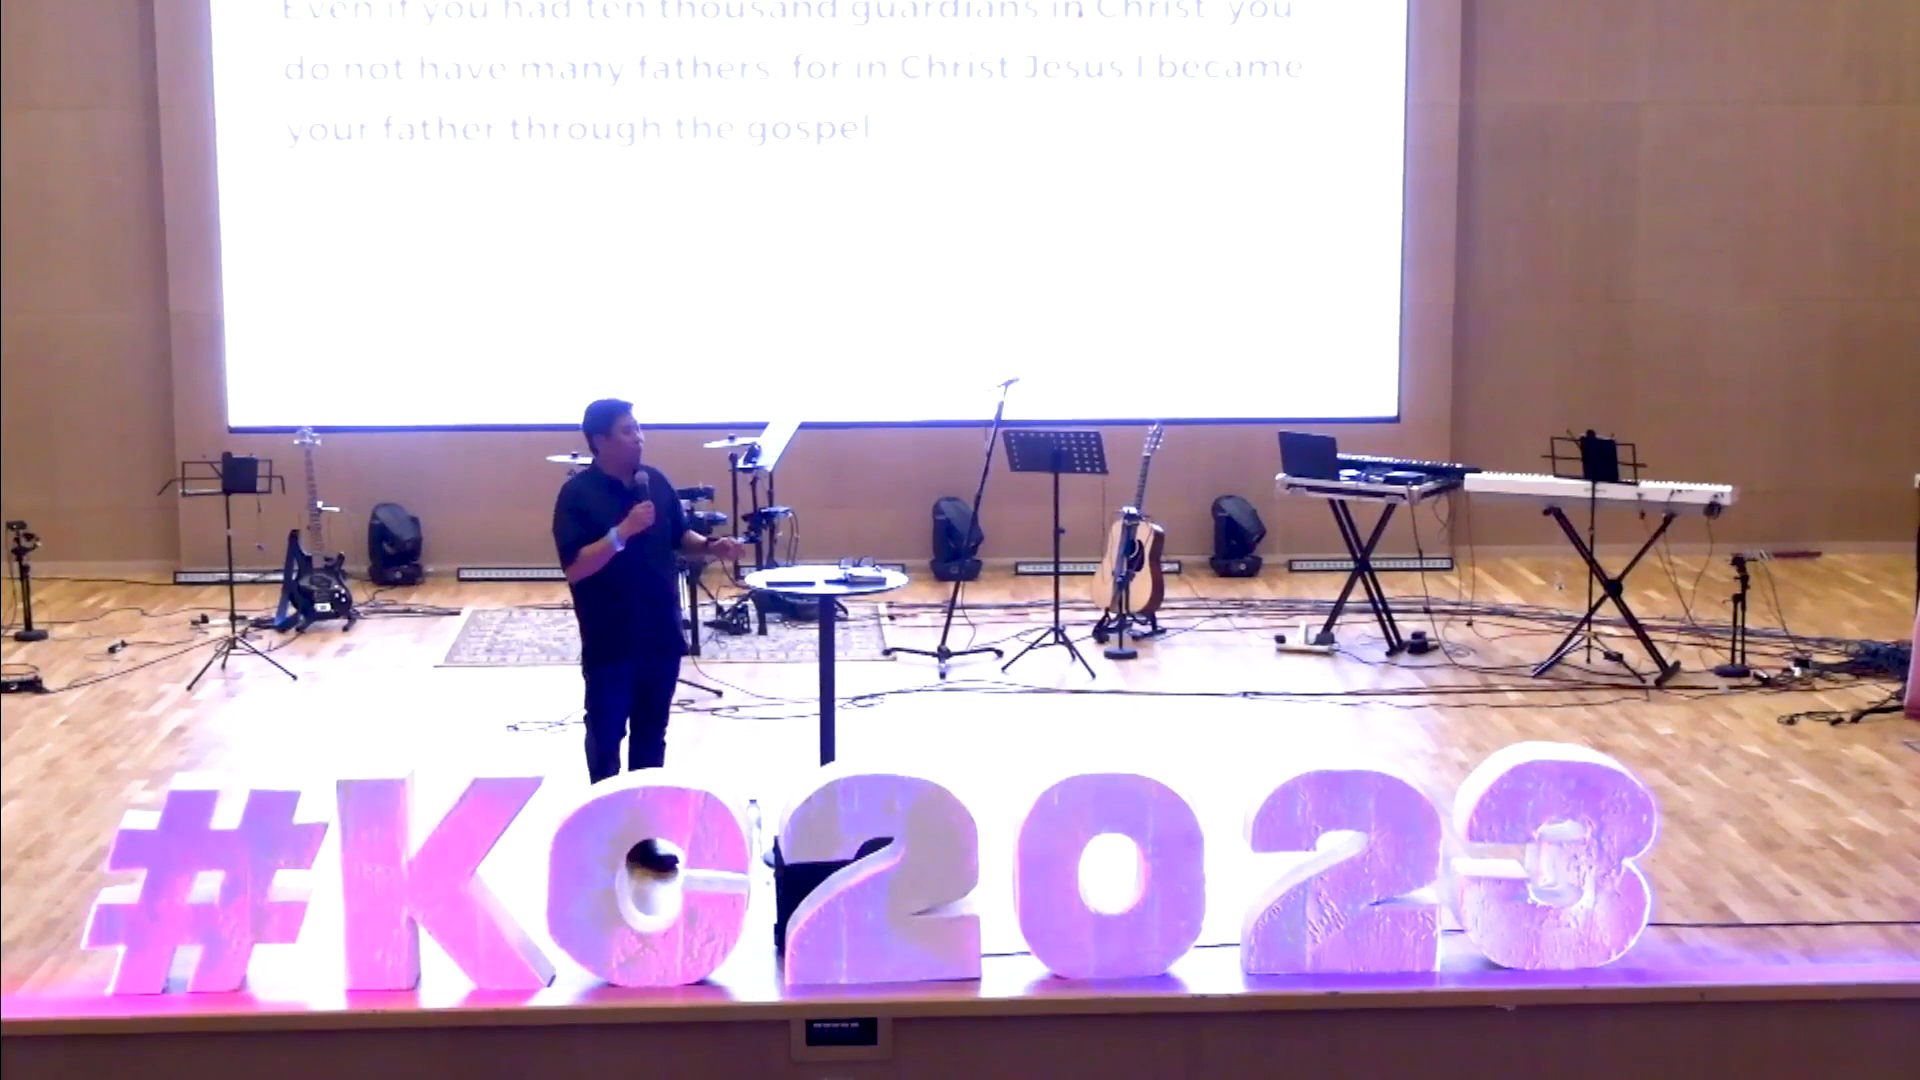 Even if you had ten thousand guardians in Christ you
do not have many fathers for in Christ Jesus I became
your father through the gospel
#KC2023